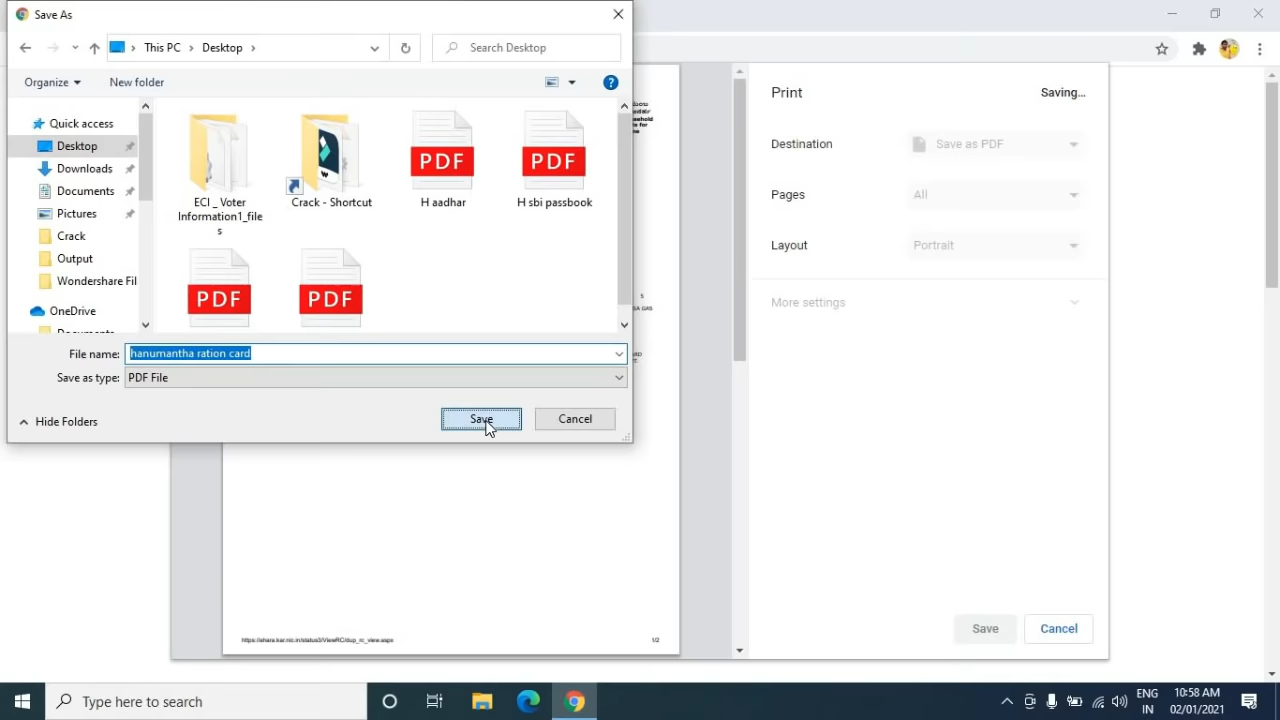 Save As
This PC
Desktop
Search Desktop
Organize
New folder
Quick access
Desktop
Downloads
Documents
Pictures
Crack
Output
Wondershare Fil
OneDrive
ECI _ Voter
Information1_file
s
Crack - Shortcut
PDF
H aadhar
PDF
H sbi passbook
PDF
PDF
File name:
hanumantha ration card
Save as type:
PDF File
Hide Folders
Save
Cancel
Print
Saving...
Destination
Save as PDF
Pages
All
Layout
Portrait
More settings
Save
Cancel
5
1/2
Type here to search
ENG
IN
10:58 AM
02/01/2021